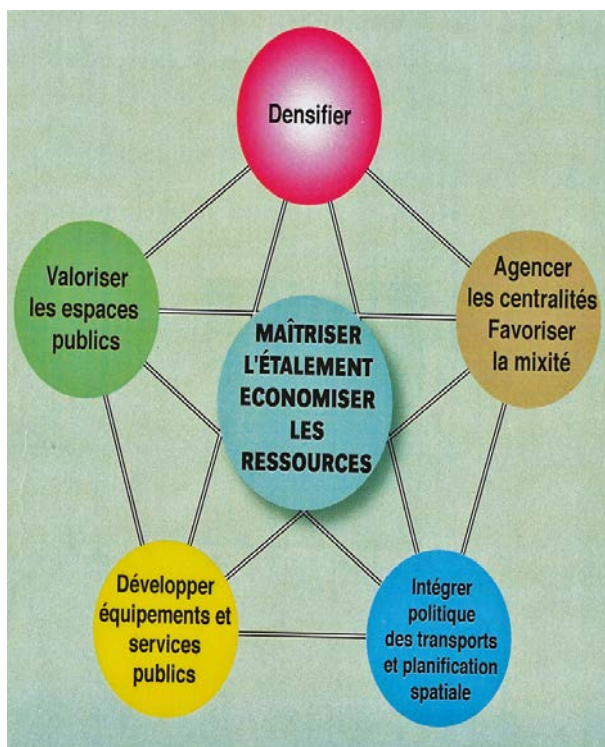 Densifier
Valoriser
les espaces
publics
Agencer
les centralités
Favoriser
la mixité
MAÎTRISER
L'ÉTALEMENT
ECONOMISER
LES
RESSOURCES
Développer
équipements et
services
publics
Intégrer
politique
des transports
et planification
spatiale